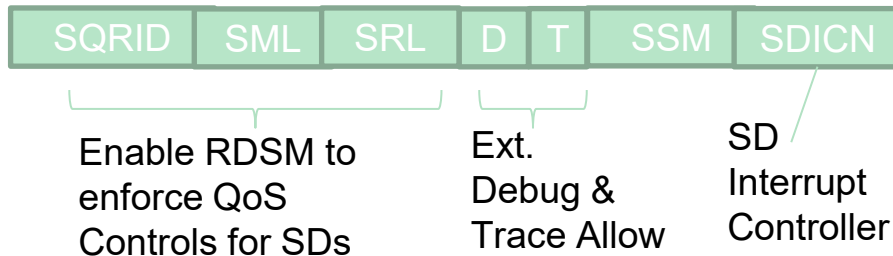 SQRID SML SRL D T SSM SDICN
Enable RDSM to
enforce QoS
Controls for SDs
Ext.
Debug &
Trace Allow
SD
Interrupt
Controller